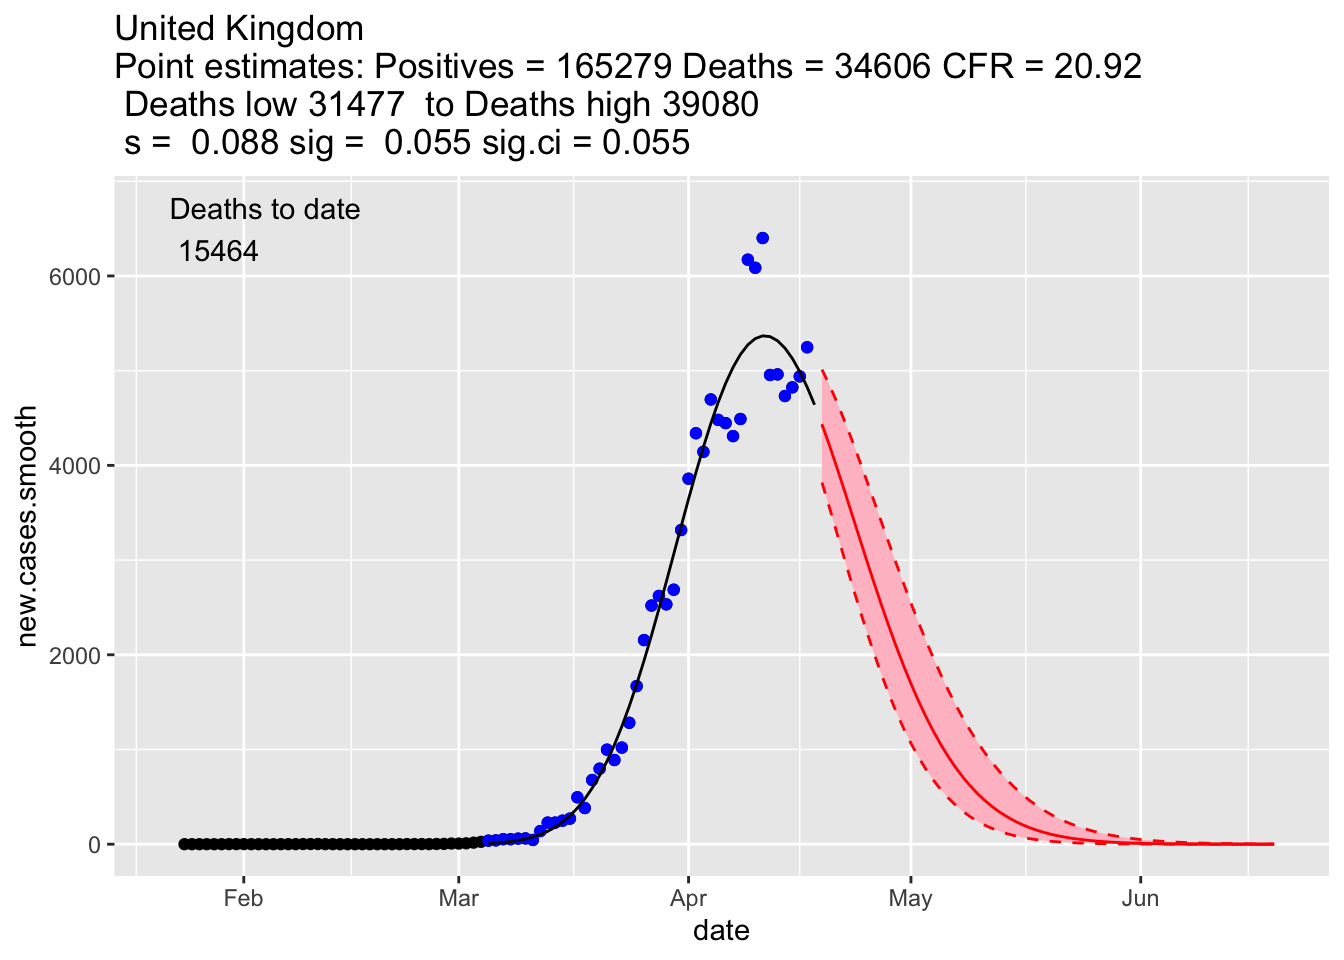 United Kingdom
Point estimates: Positives = 165279 Deaths = 34606 CFR = 20.92
Deaths low 31477  to Deaths high 39080
s =  0.088 sig =  0.055 sig.ci = 0.055
Deaths to date
15464
6000
4000
2000
0
new.cases.smooth
Feb Mar Apr May Jun
date